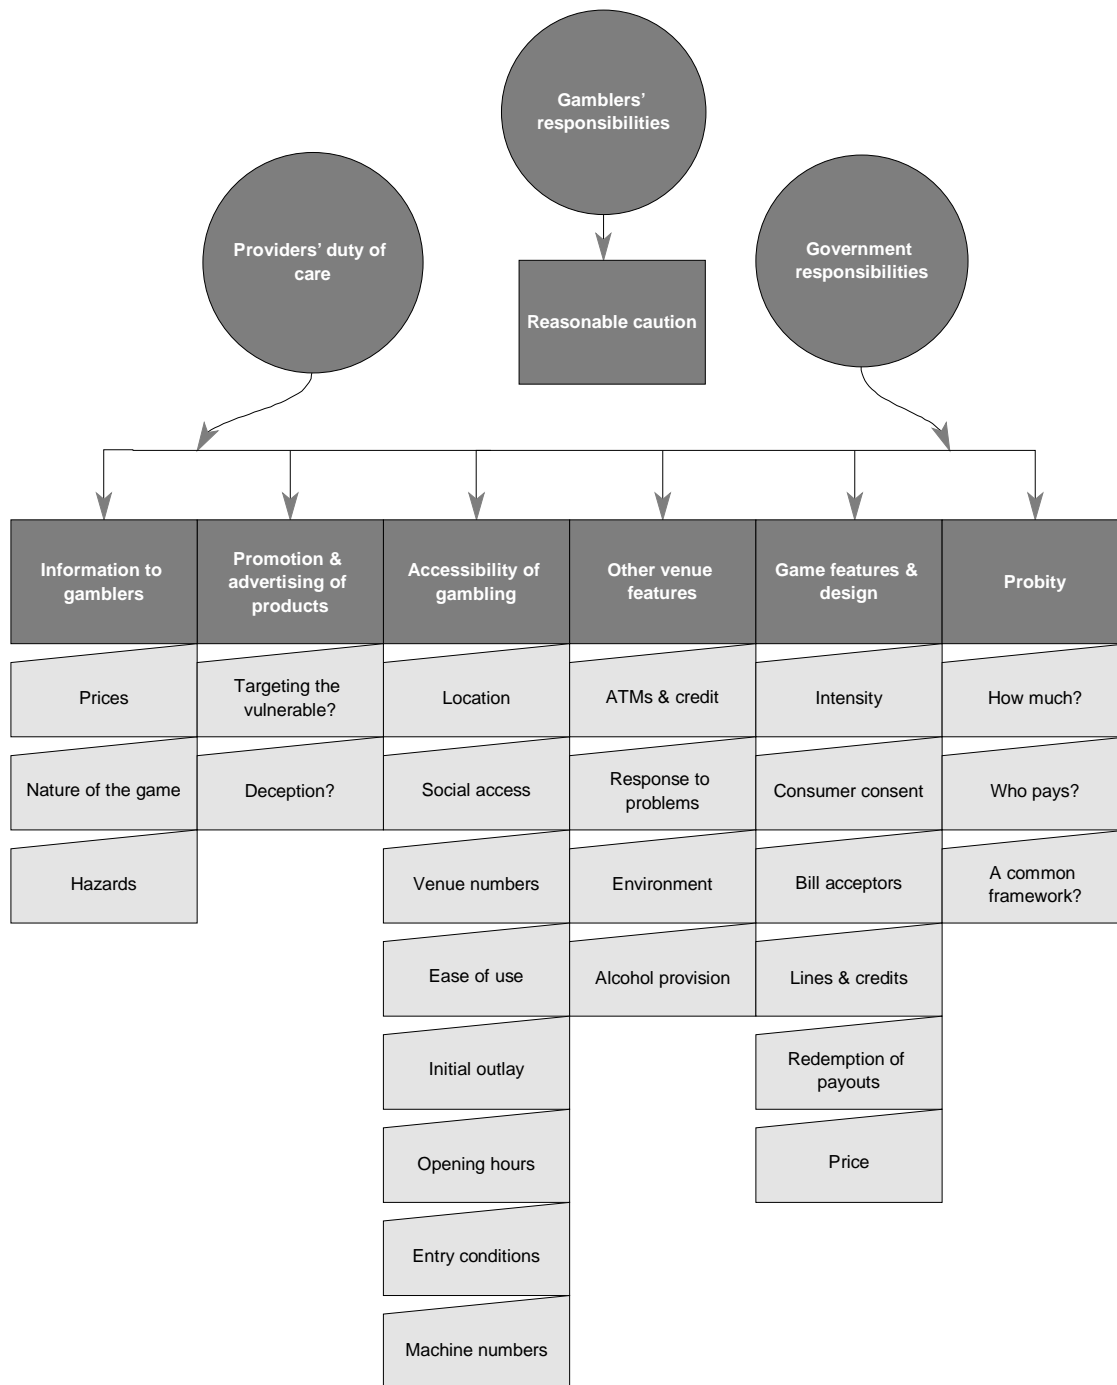 Gamblers'
responsibilities
Providers' duty of
care
Government
responsibilities
Reasonable caution
Information to
gamblers
Promotion &
advertising of
products
Accessibility of
gambling
Other venue
features
Game features &
design
Probity
Prices
Targeting the
vulnerable?
Location
ATMs & credit
Intensity
How much?
Nature of the game
Deception?
Social access
Response to
problems
Consumer consent
Who pays?
Hazards
Venue numbers
Environment
Bill acceptors
A common
framework?
Ease of use
Alcohol provision
Lines & credits
Initial outlay
Redemption of
payouts
Opening hours
Price
Entry conditions
Machine numbers